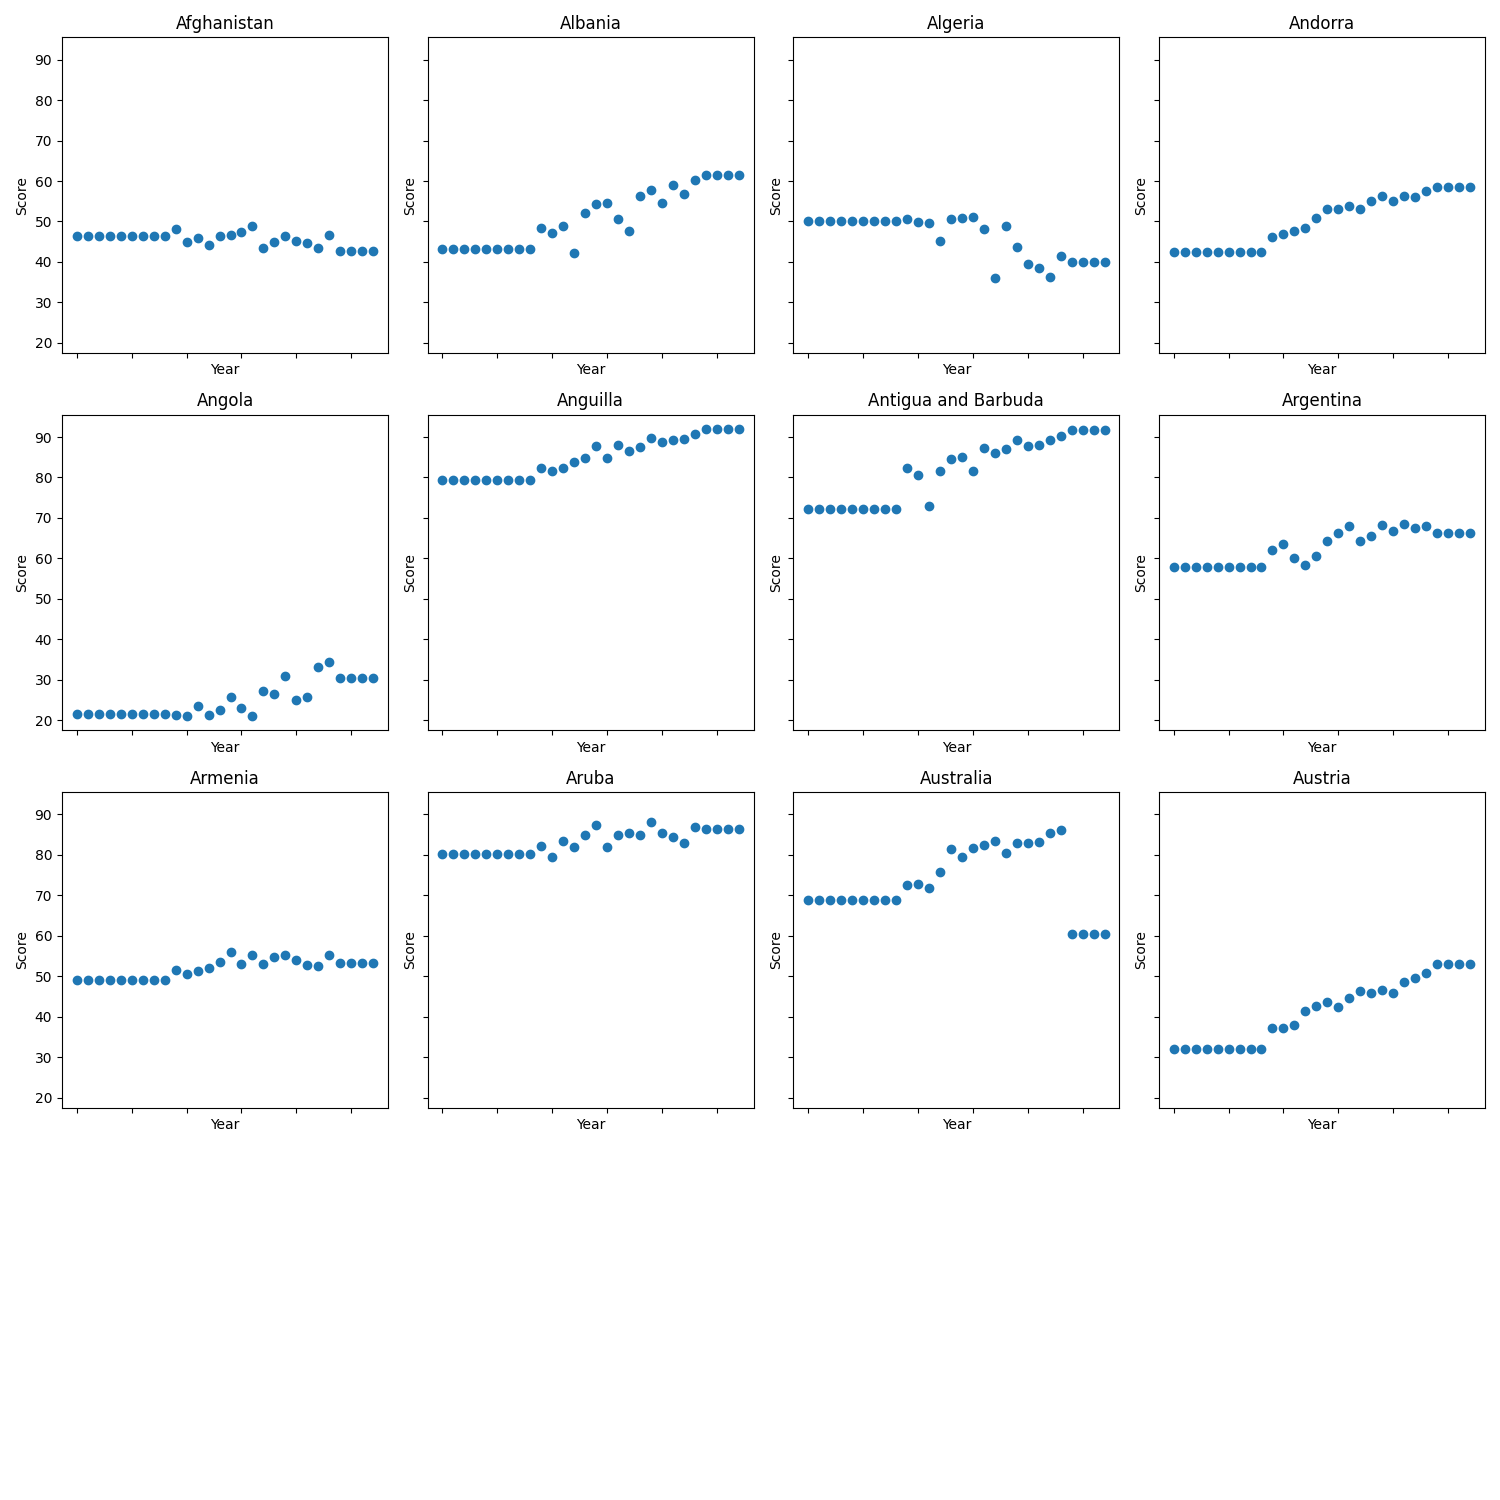 Afghanistan Albania Algeria Andorra
90
80
70
60
50
40
30
20
Score Score Score Score
Year Year Year Year
Angola Anguilla Antigua and Barbuda Argentina
90
80
70
60
50
40
30
20
Score Score Score Score
Year Year Year Year
Armenia Aruba Australia Austria
90
80
70
60
50
40
30
20
Score Score Score Score
Year Year Year Year